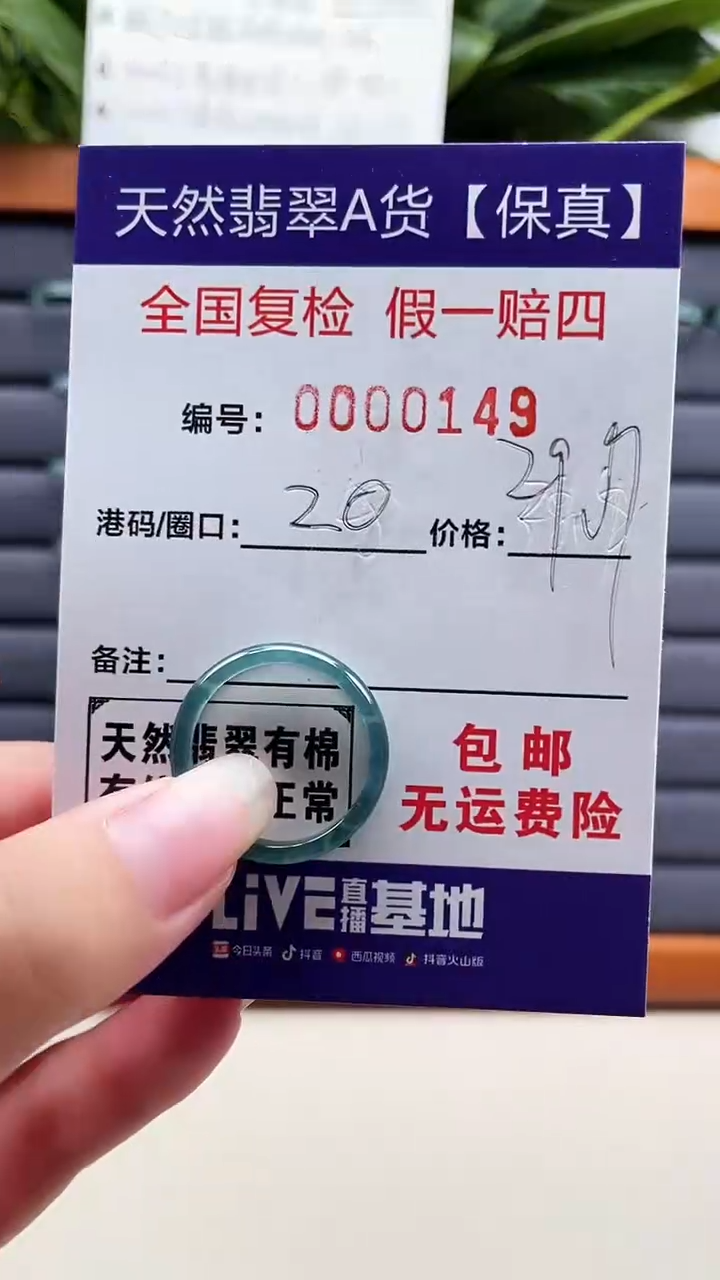 天然翡翠A货【保真】
全国复检 假一赔四
编号: 0000149
港码/圈口: 20 价格:
备注:
天然翡翠有棉
正常
包邮
无运费险
LiVE直播基地
今日头条 抖音 西瓜视频 抖音火山版